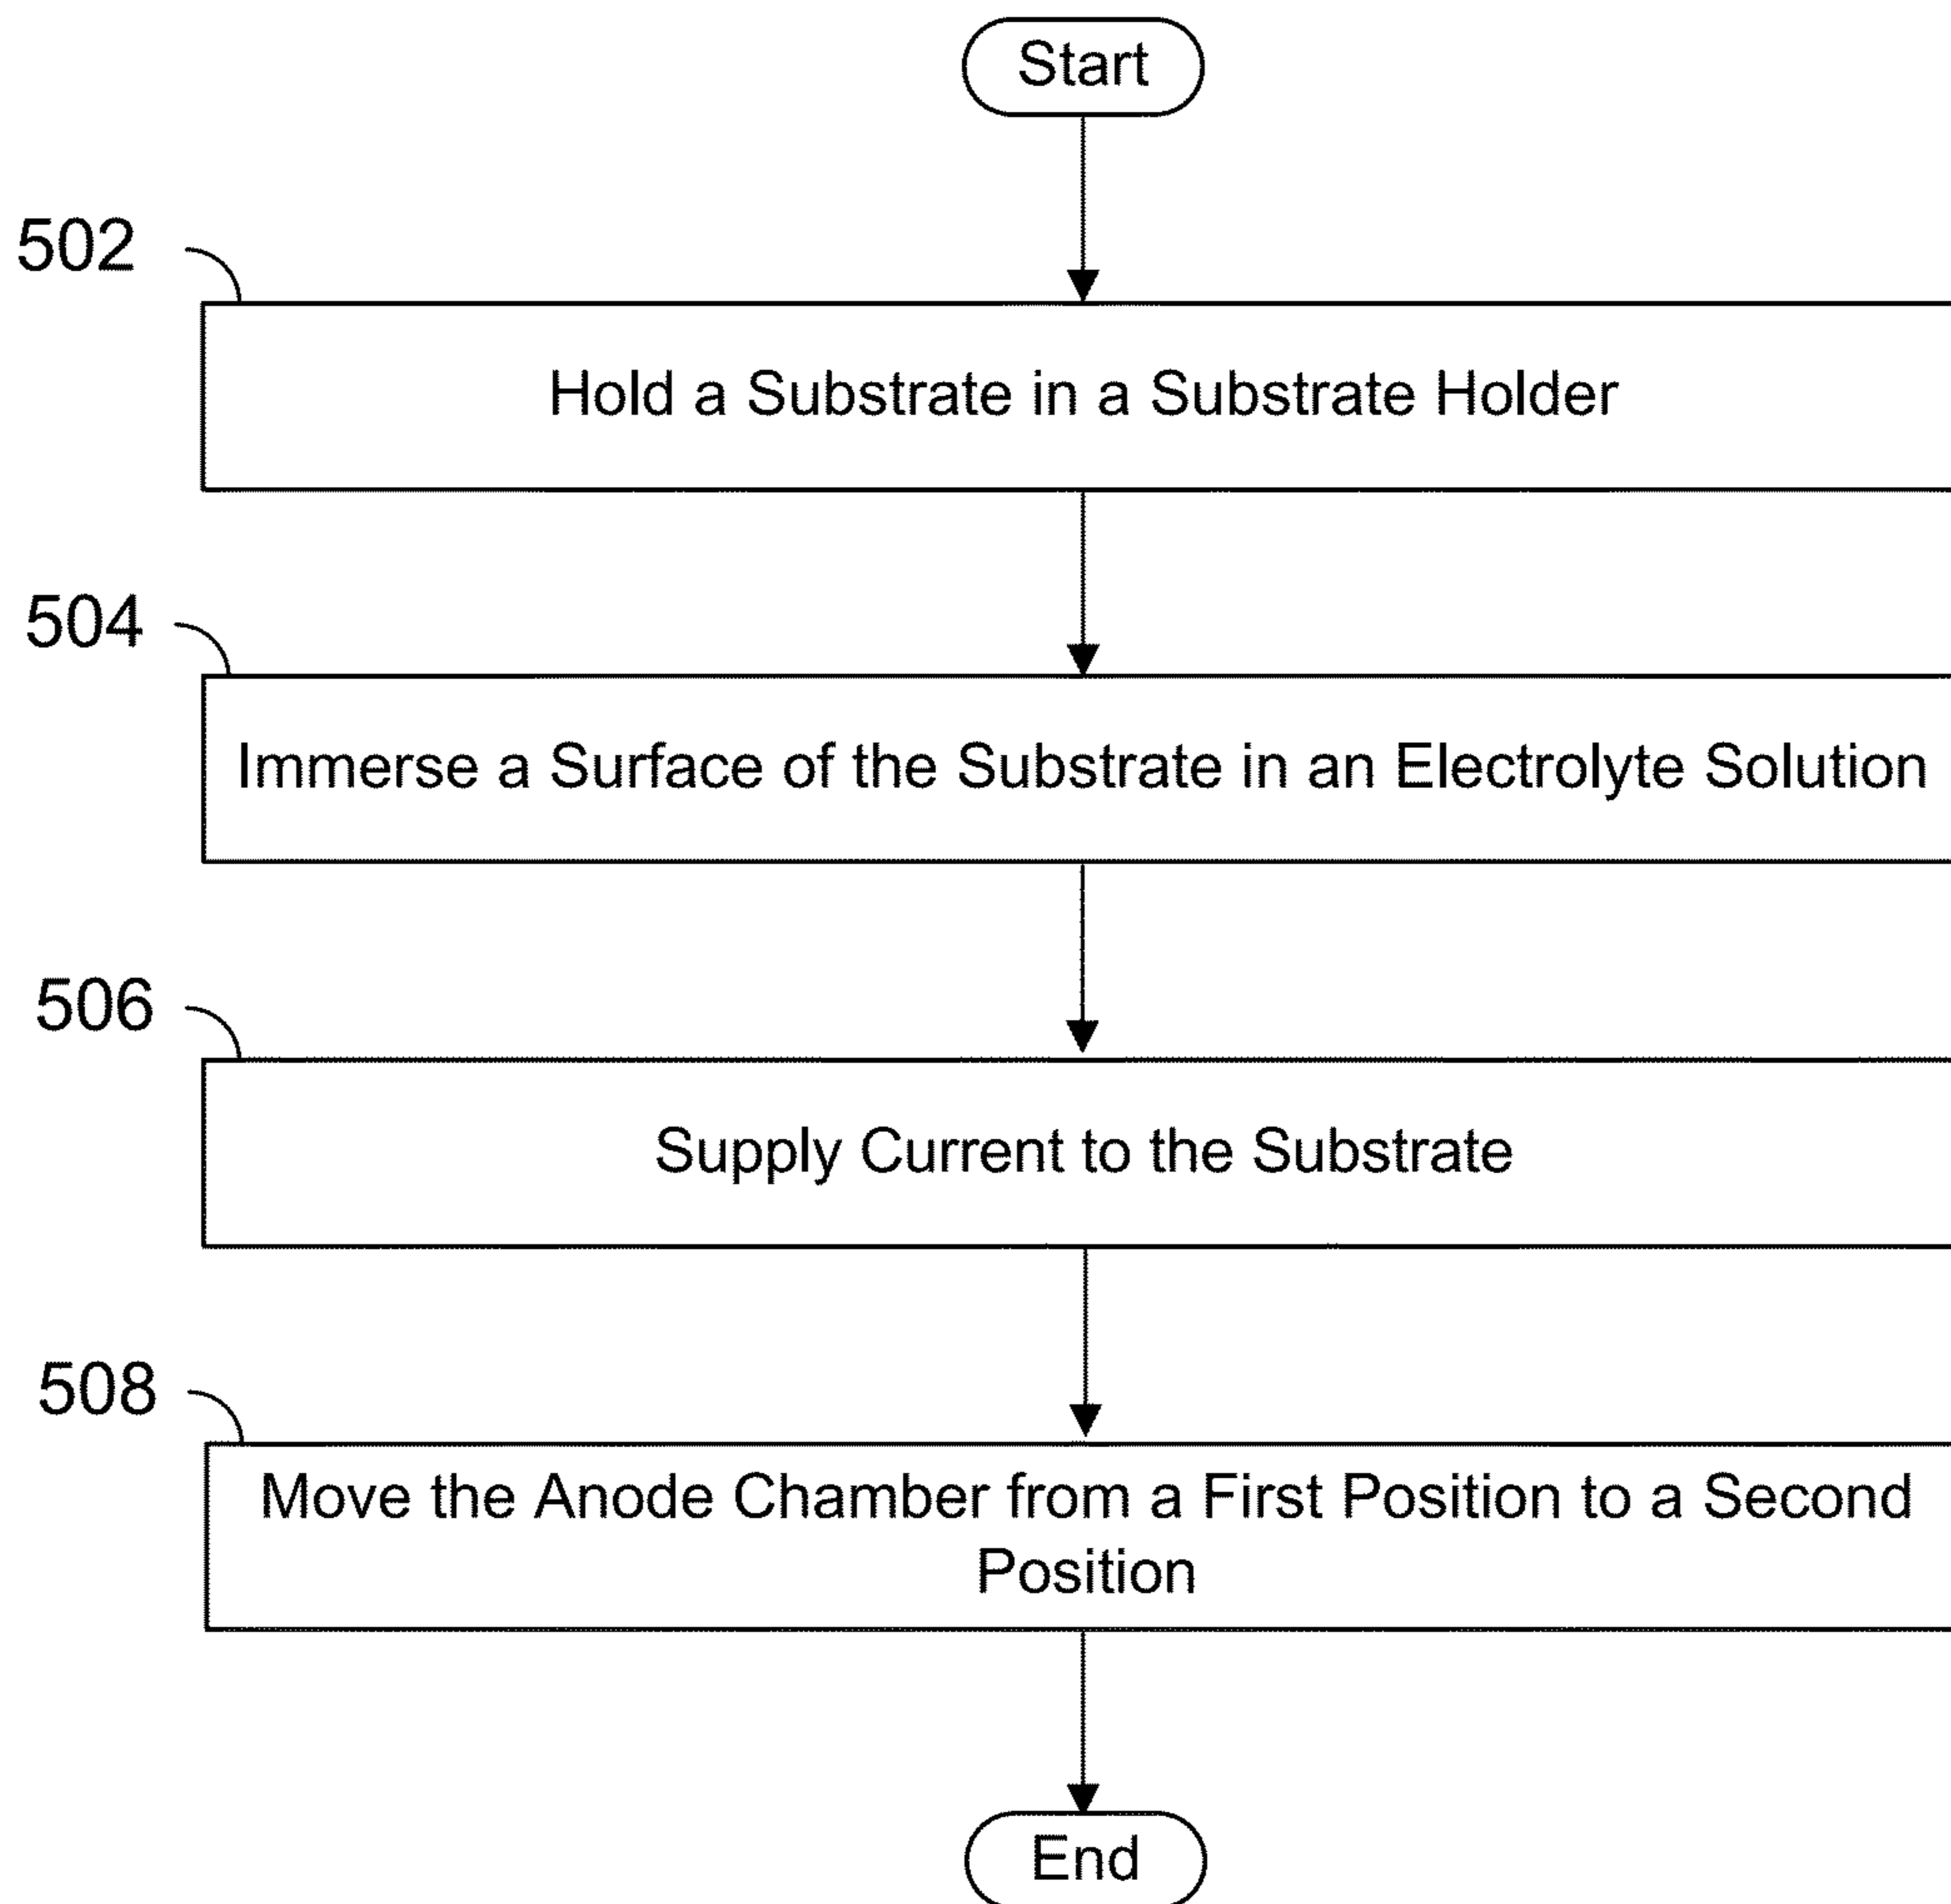 Start
502
Hold a Substrate in a Substrate Holder
504
Immerse a Surface of the Substrate in an Electrolyte Solution
506
Supply Current to the Substrate
508
Move the Anode Chamber from a First Position to a Second
Position
End